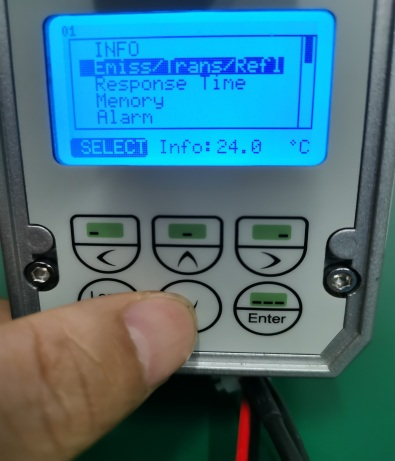 01
INFO
Emiss/Trans/Refl
Response Time
Memory
Alarm
SELECT Info:24.0 °C
Enter